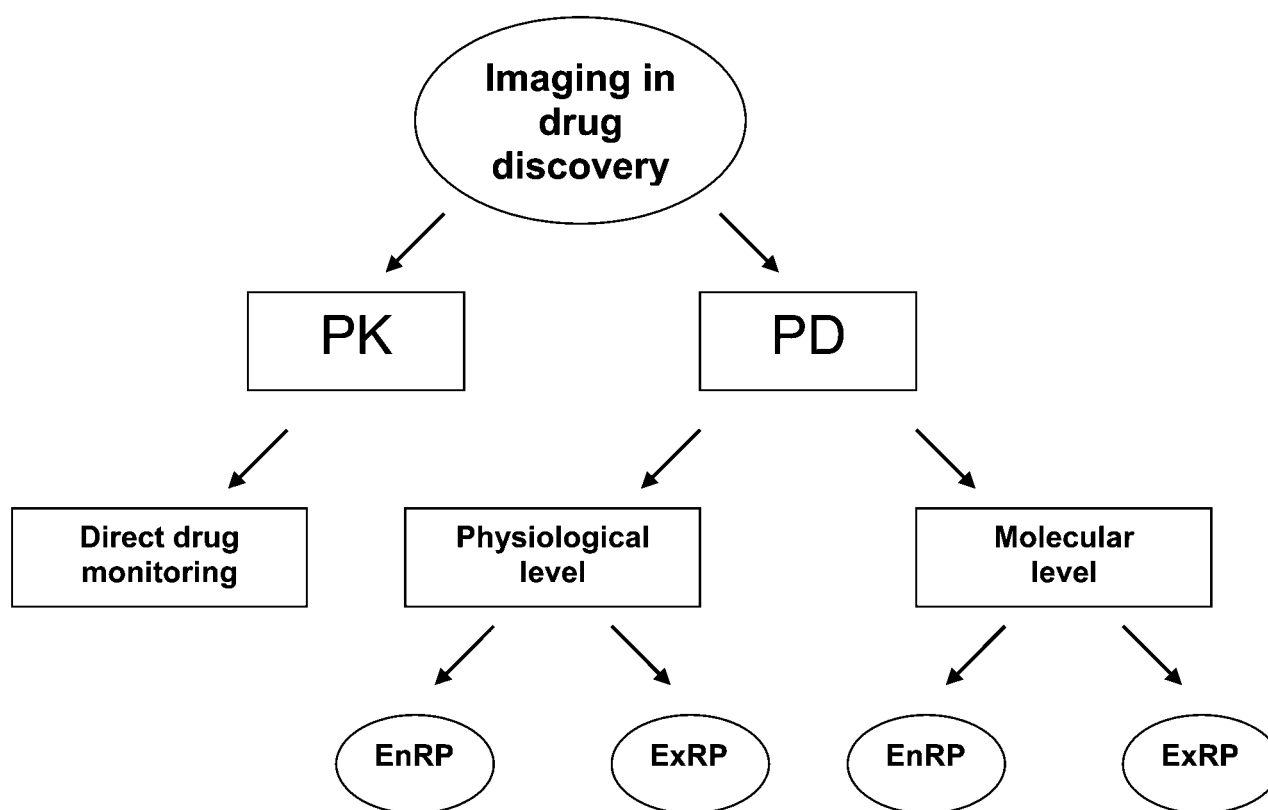 Imaging in
drug
discovery
PK
PD
Direct drug
monitoring
Physiological
level
Molecular
level
EnRP
ExRP
EnRP
ExRP